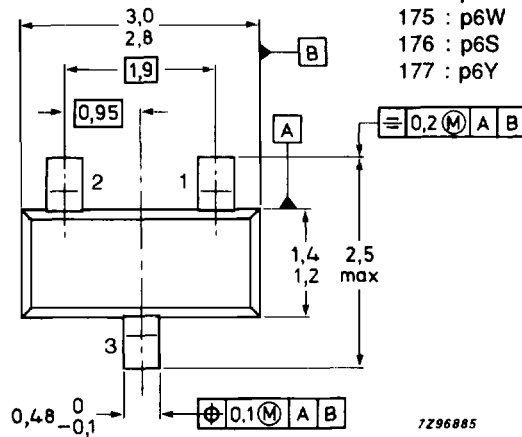 3,0
2,8
B
175 : p6W
176 : p6S
177 : p6Y
1,9
0,95
⌯ 0,2 Ⓜ A B
A
2
1
1,4
1,2
2,5
max
3
0,48 0
-0,1
⌖ 0,1 Ⓜ A B
7Z96885